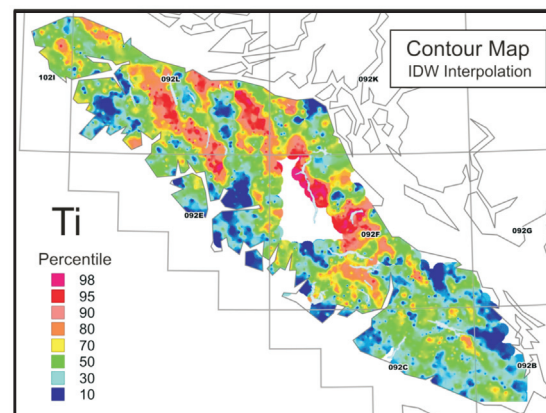 Contour Map
IDW Interpolation
102I
092L
092K
092E
092F
092G
092C
092B
Ti
Percentile
98
95
90
80
70
50
30
10